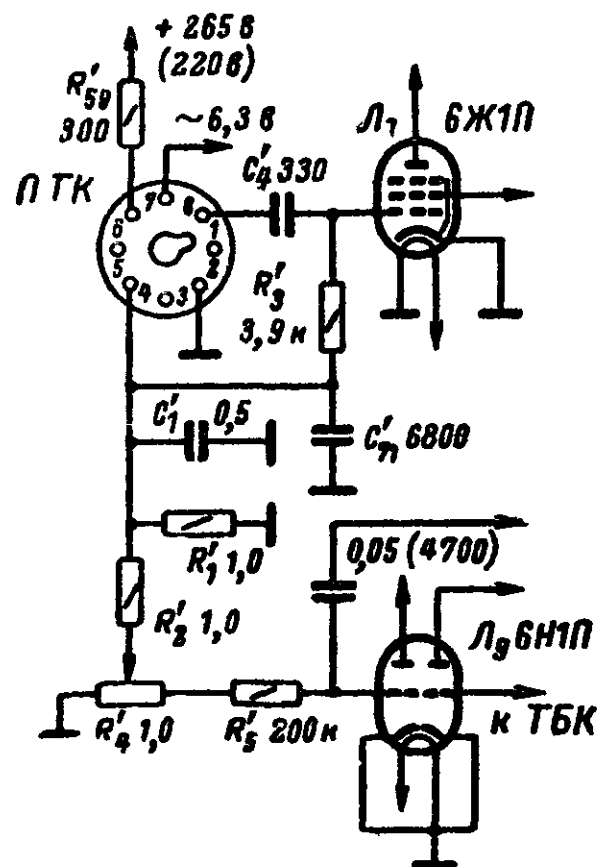 + 265 в
(220 в)
R'59
300
~6,3 в
П ТК
C'4 330
Л1 6Ж1П
7
8
6
1
5
2
4
3
R'3
3,9 к
C'1 0,5
C'71 6800
R'1 1,0
0,05 (4700)
R'2 1,0
Л9 6Н1П
R'4 1,0
R'5 200к
к ТБК